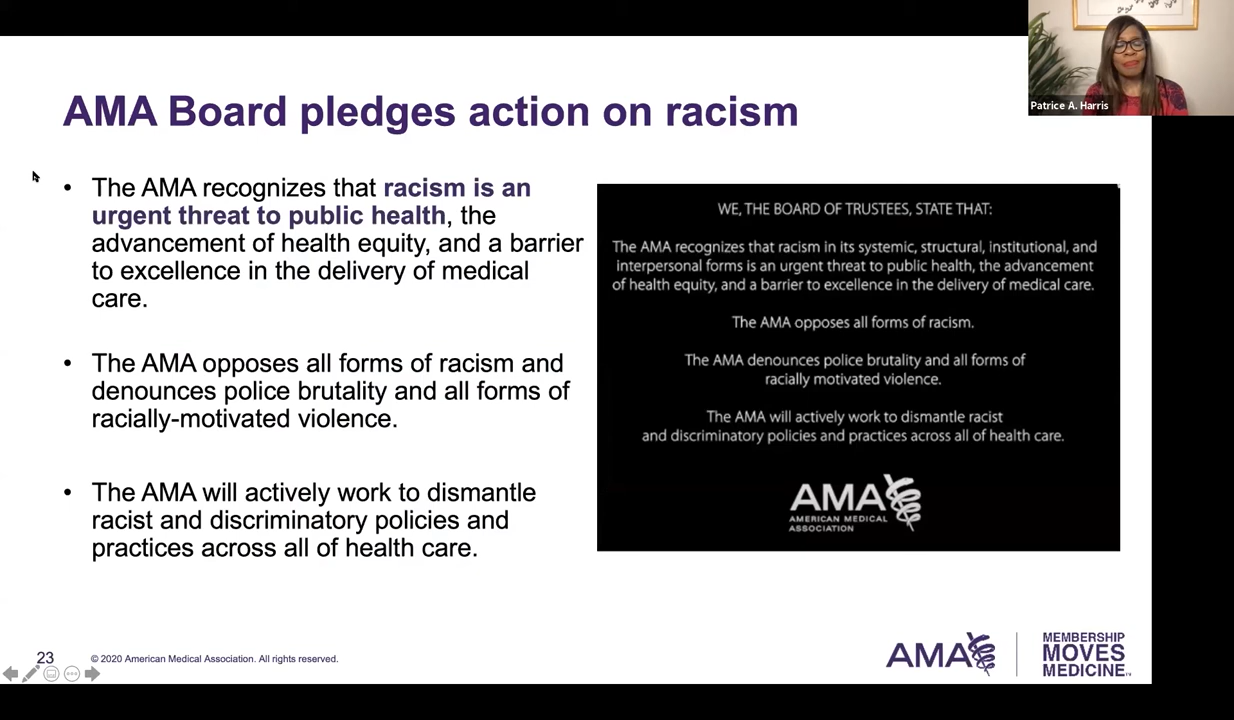 Patrice A. Harris
AMA Board pledges action on racism
• The AMA recognizes that racism is an
urgent threat to public health, the
advancement of health equity, and a barrier
to excellence in the delivery of medical
care.
• The AMA opposes all forms of racism and
denounces police brutality and all forms of
racially-motivated violence.
• The AMA will actively work to dismantle
racist and discriminatory policies and
practices across all of health care.
WE, THE BOARD OF TRUSTEES, STATE THAT:
The AMA recognizes that racism in its systemic, structural, institutional, and
interpersonal forms is an urgent threat to public health, the advancement
of health equity, and a barrier to excellence in the delivery of medical care.
The AMA opposes all forms of racism.
The AMA denounces police brutality and all forms of
racially motivated violence.
The AMA will actively work to dismantle racist
and discriminatory policies and practices across all of health care.
AMA
AMERICAN MEDICAL
ASSOCIATION
23
© 2020 American Medical Association. All rights reserved.
AMA
MEMBERSHIP
MOVES
MEDICINE™